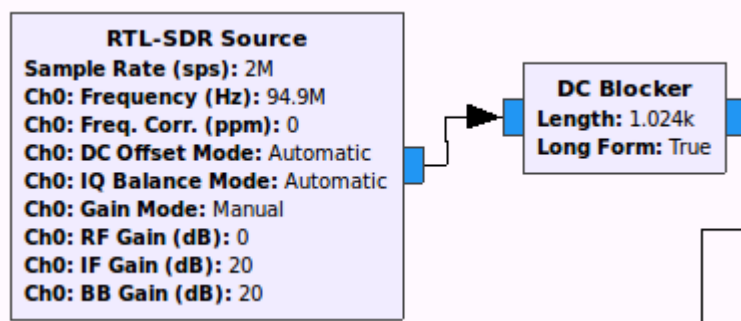 RTL-SDR Source
Sample Rate (sps): 2M
Ch0: Frequency (Hz): 94.9M
Ch0: Freq. Corr. (ppm): 0
Ch0: DC Offset Mode: Automatic
Ch0: IQ Balance Mode: Automatic
Ch0: Gain Mode: Manual
Ch0: RF Gain (dB): 0
Ch0: IF Gain (dB): 20
Ch0: BB Gain (dB): 20
DC Blocker
Length: 1.024k
Long Form: True